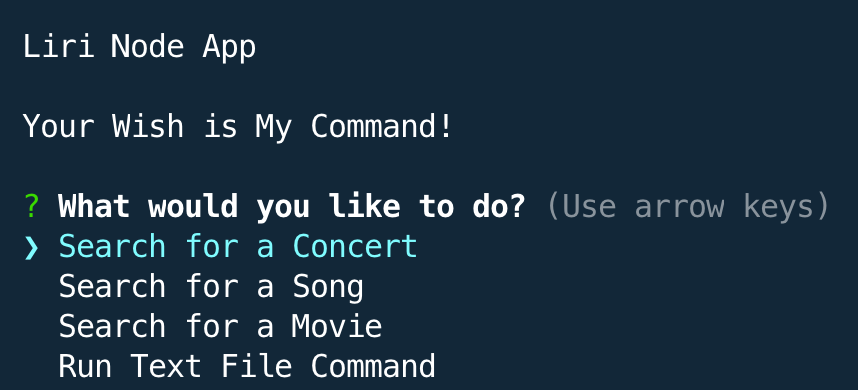 Liri Node App
Your Wish is My Command!
? What would you like to do? (Use arrow keys)
❯ Search for a Concert
Search for a Song
Search for a Movie
Run Text File Command